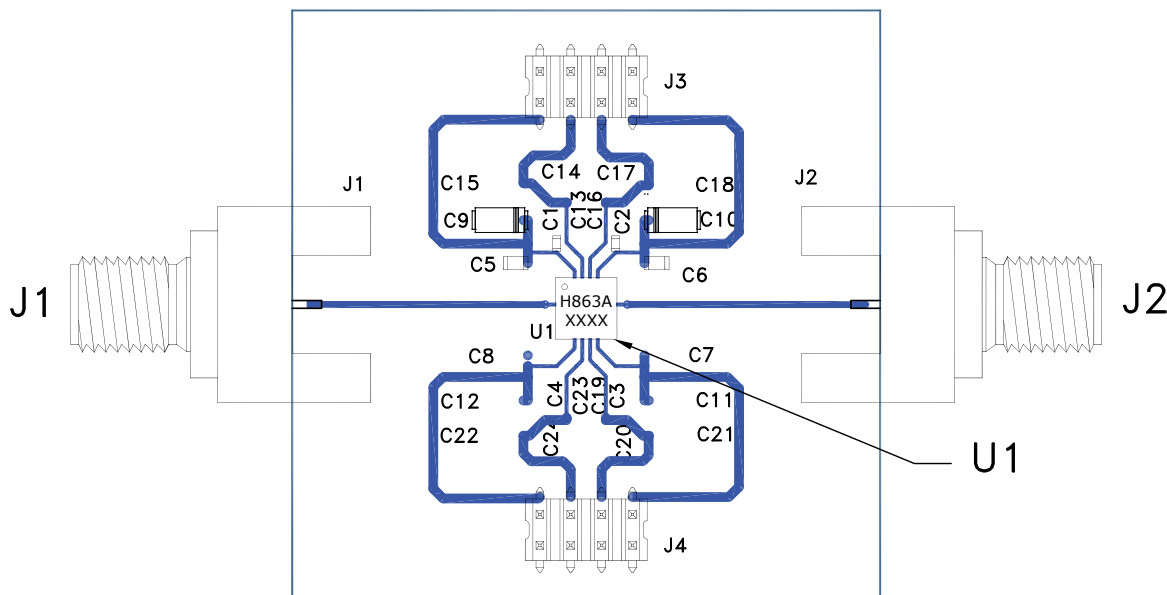 J3
C14 C17
C15 C18
J1 J2
C9 C1 C13 C16 C2 C10
C5 C6
J1 J2
H863A
XXXX
U1
C8 C7
C12 C4 C23 C19 C3 C11
C22 C24 C20 C21
U1
J4